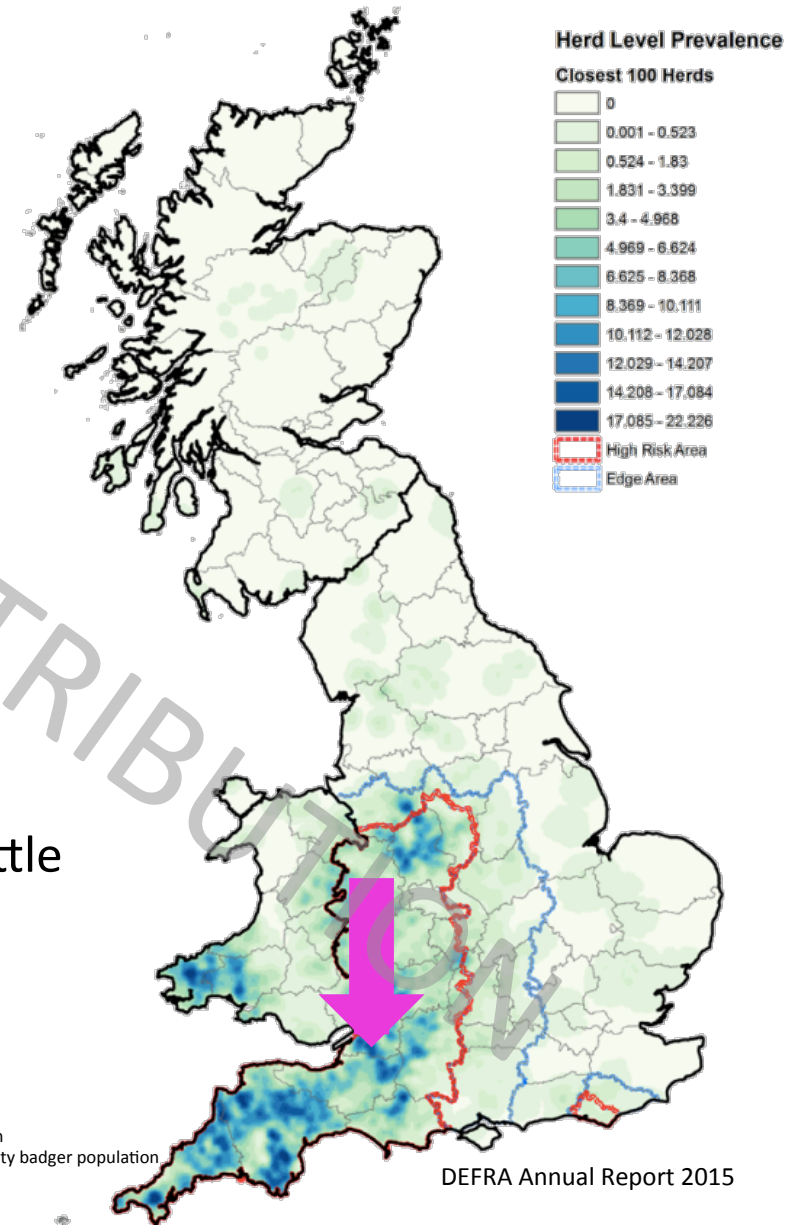 Herd Level Prevalence
Closest 100 Herds
0
0.001 - 0.523
0.524 - 1.83
1.831 - 3.399
3.4 - 4.968
4.969 - 6.624
6.625 - 8.368
8.369 - 10.111
10.112 - 12.028
12.029 - 14.207
14.208 - 17.084
17.085 - 22.226
High Risk Area
Edge Area
TRIBUTION
ttle
n
ty badger population
DEFRA Annual Report 2015